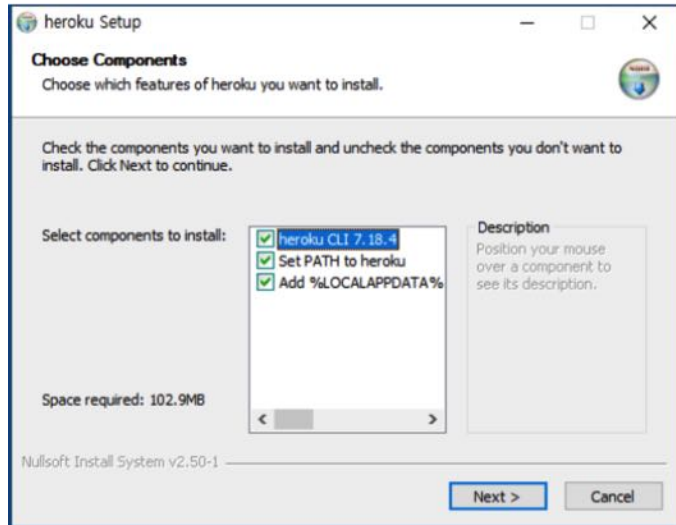 heroku Setup
Choose Components
Choose which features of heroku you want to install.
Check the components you want to install and uncheck the components you don't want to
install. Click Next to continue.
Select components to install:
heroku CLI 7.18.4
Set PATH to heroku
Add %LOCALAPPDATA%
Description
Position your mouse
over a component to
see its description.
Space required: 102.9MB
Nullsoft Install System v2.50-1
Next >
Cancel